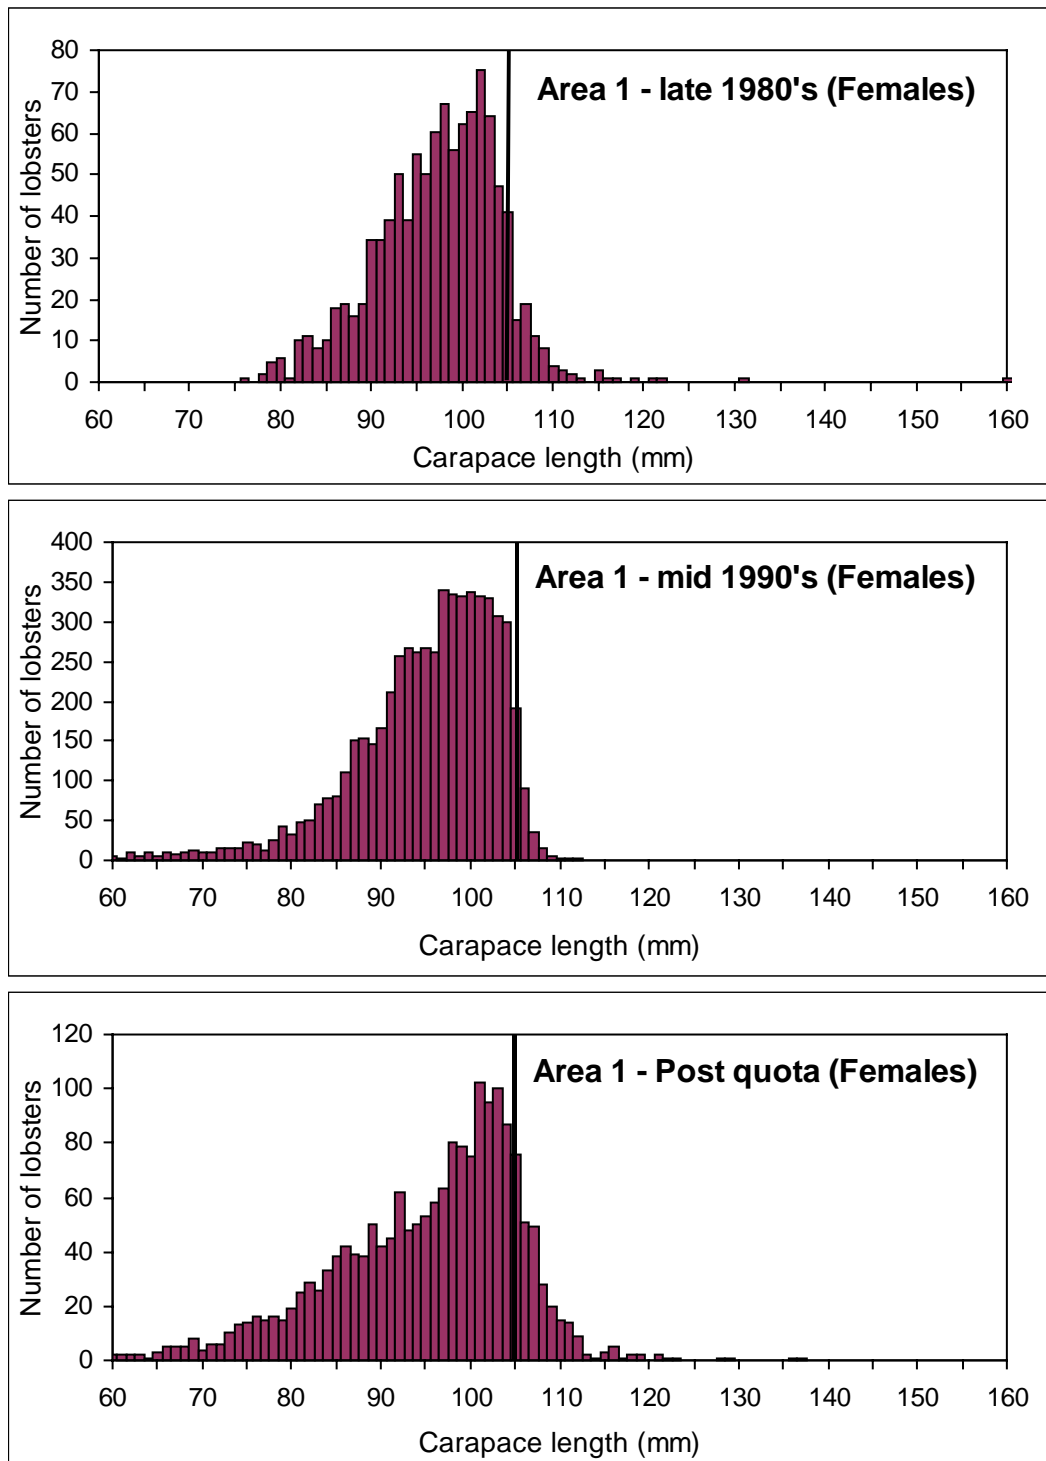 Area 1 - late 1980's (Females)
Number of lobsters
80
70
60
50
40
30
20
10
0
60 70 80 90 100 110 120 130 140 150 160
Carapace length (mm)
Area 1 - mid 1990's (Females)
Number of lobsters
400
350
300
250
200
150
100
50
0
60 70 80 90 100 110 120 130 140 150 160
Carapace length (mm)
Area 1 - Post quota (Females)
Number of lobsters
120
100
80
60
40
20
0
60 70 80 90 100 110 120 130 140 150 160
Carapace length (mm)